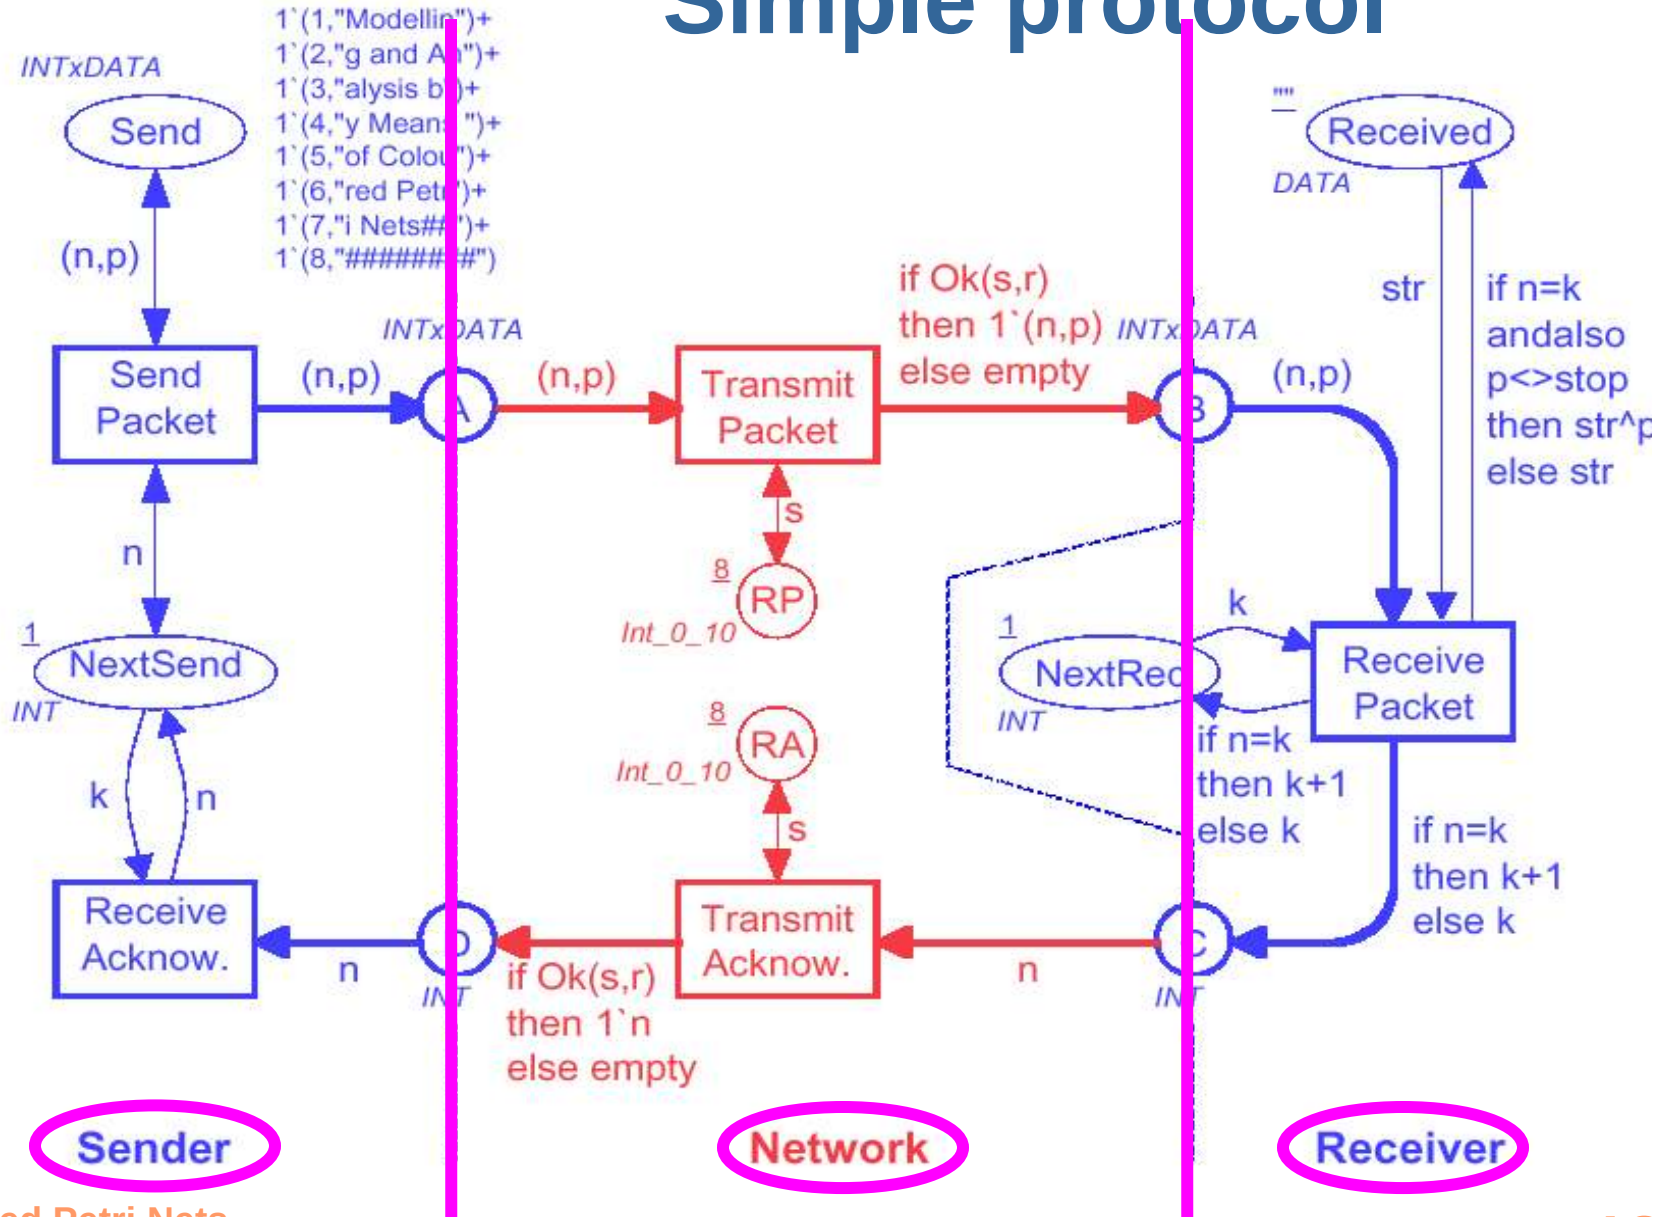 Simple protocol
1`(1,"Modellin")+
1`(2,"g and An")+
1`(3,"alysis b")+
1`(4,"y Means ")+
1`(5,"of Colou")+
1`(6,"red Petr")+
1`(7,"i Nets##")+
1`(8,"########")
INTxDATA
Send
(n,p)
Send
Packet
(n,p)
INTxDATA
A
(n,p)
Transmit
Packet
if Ok(s,r)
then 1`(n,p)
else empty
INTxDATA
B
(n,p)
""
Received
DATA
str
if n=k
andalso
p<>stop
then str^p
else str
n
1
NextSend
INT
s
8
RP
Int_0_10
8
RA
Int_0_10
s
1
NextRec
INT
k
Receive
Packet
if n=k
then k+1
else k
if n=k
then k+1
else k
k
n
Receive
Acknow.
n
D
INT
if Ok(s,r)
then 1`n
else empty
Transmit
Acknow.
n
C
INT
Sender
Network
Receiver
ed Petri Nets